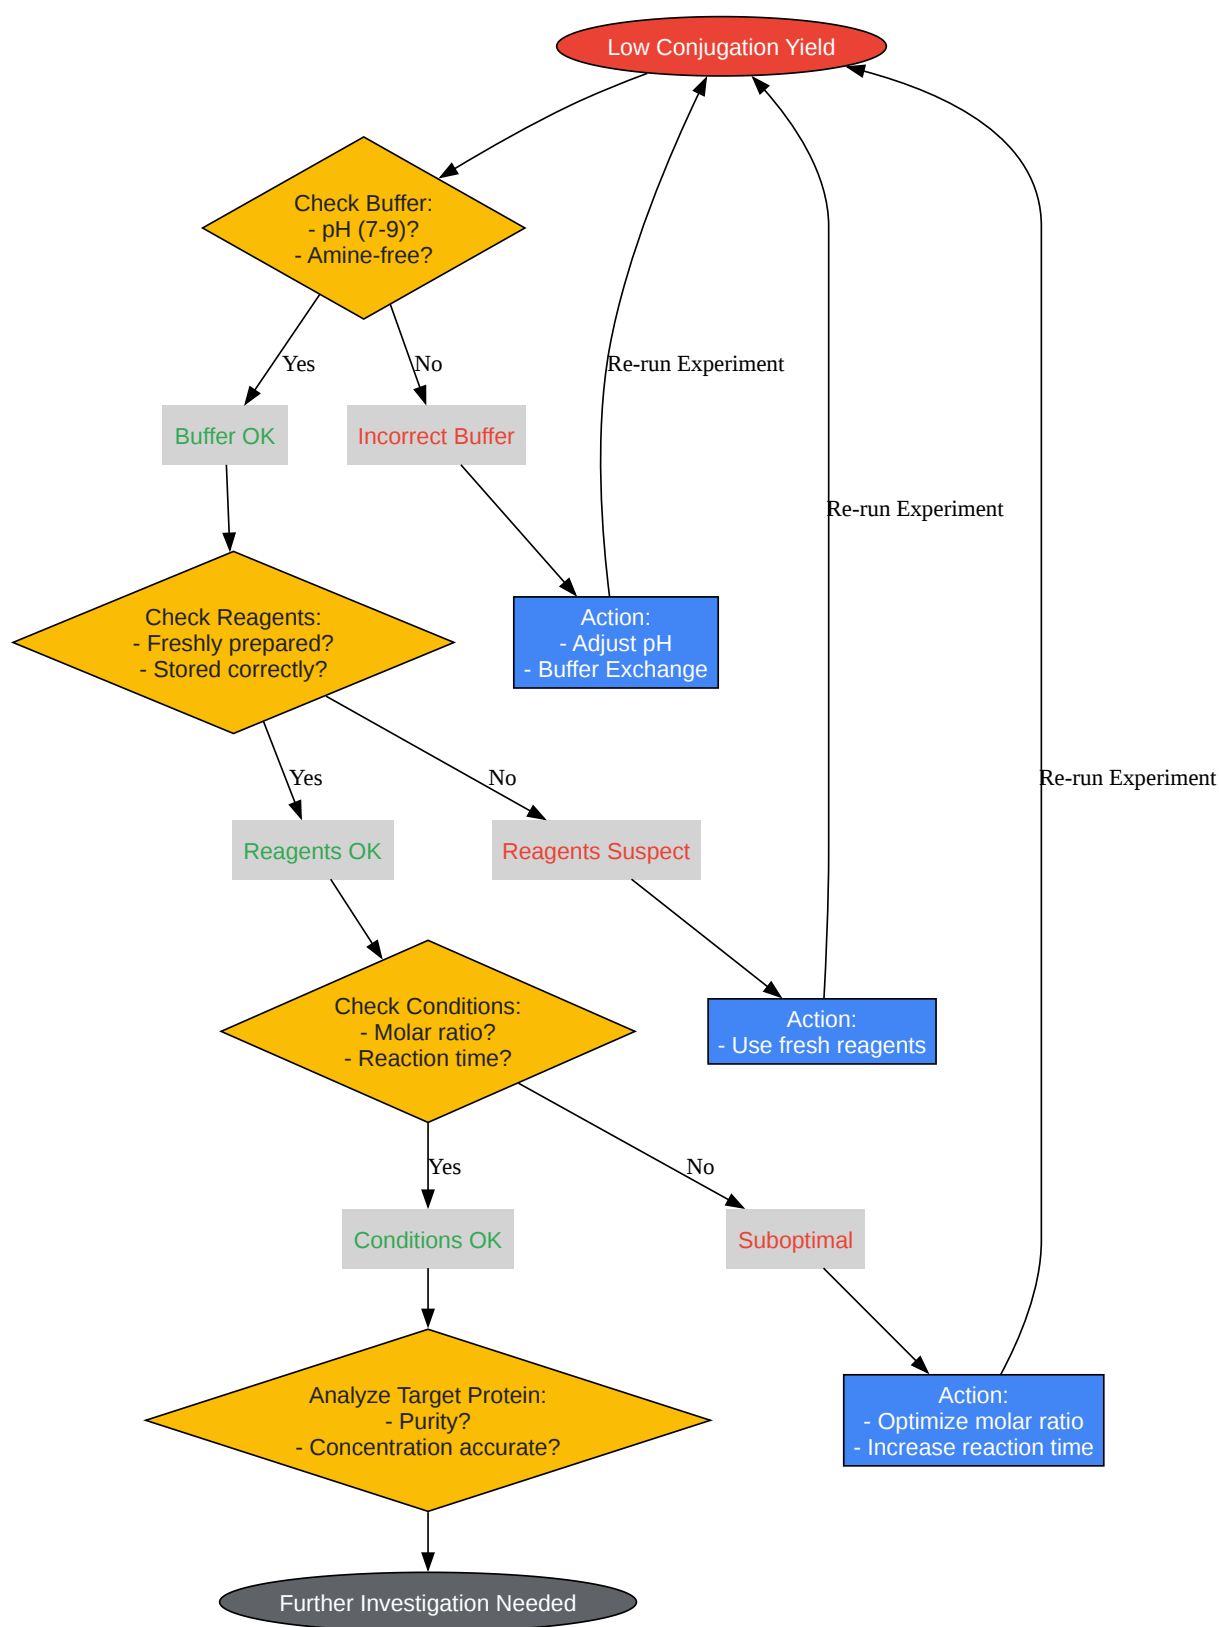 Low Conjugation Yield
Check Buffer:
- pH (7-9)?
- Amine-free?
Yes
No
Re-run Experiment
Buffer OK
Incorrect Buffer
Re-run Experiment
Check Reagents:
- Freshly prepared?
- Stored correctly?
Action:
- Adjust pH
- Buffer Exchange
Yes
No
Re-run Experiment
Reagents OK
Reagents Suspect
Check Conditions:
- Molar ratio?
- Reaction time?
Action:
- Use fresh reagents
Yes
No
Conditions OK
Suboptimal
Analyze Target Protein:
- Purity?
- Concentration accurate?
Action:
- Optimize molar ratio
- Increase reaction time
Further Investigation Needed